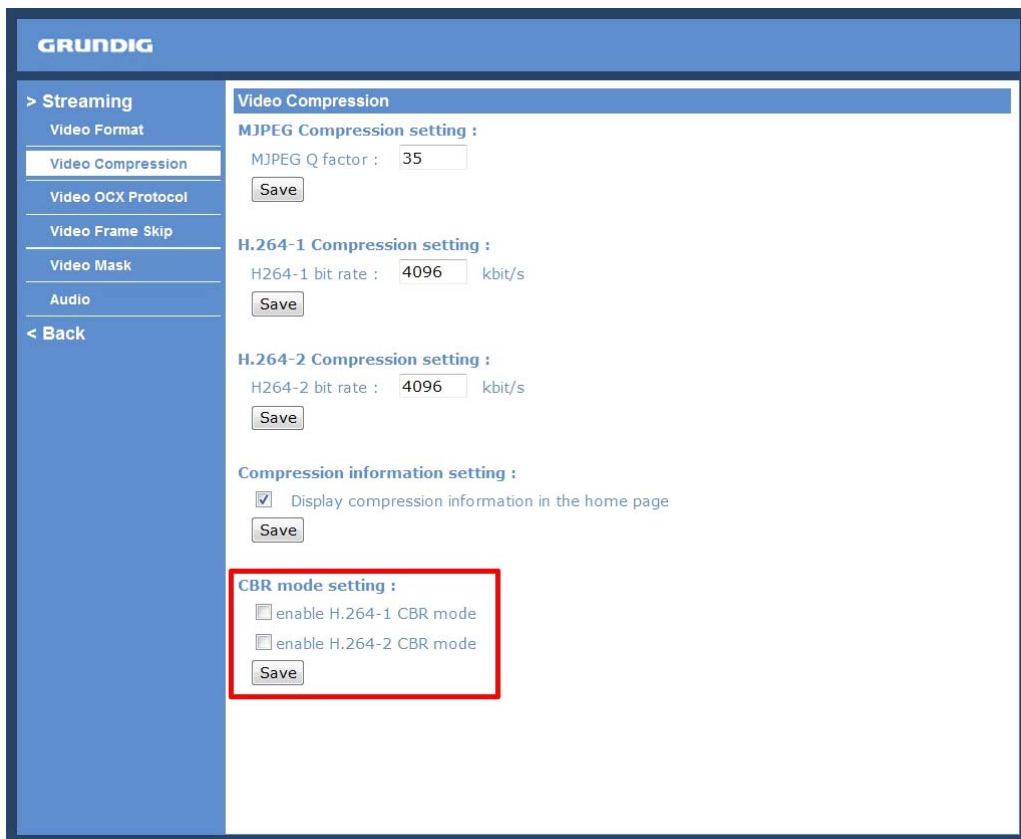 GRUNDIG
> Streaming
Video Format
Video Compression
Video OCX Protocol
Video Frame Skip
Video Mask
Audio
< Back
Video Compression
MJPEG Compression setting :
MJPEG Q factor : 35
Save
H.264-1 Compression setting :
H264-1 bit rate : 4096 kbit/s
Save
H.264-2 Compression setting :
H264-2 bit rate : 4096 kbit/s
Save
Compression information setting :
Display compression information in the home page
Save
CBR mode setting :
enable H.264-1 CBR mode
enable H.264-2 CBR mode
Save